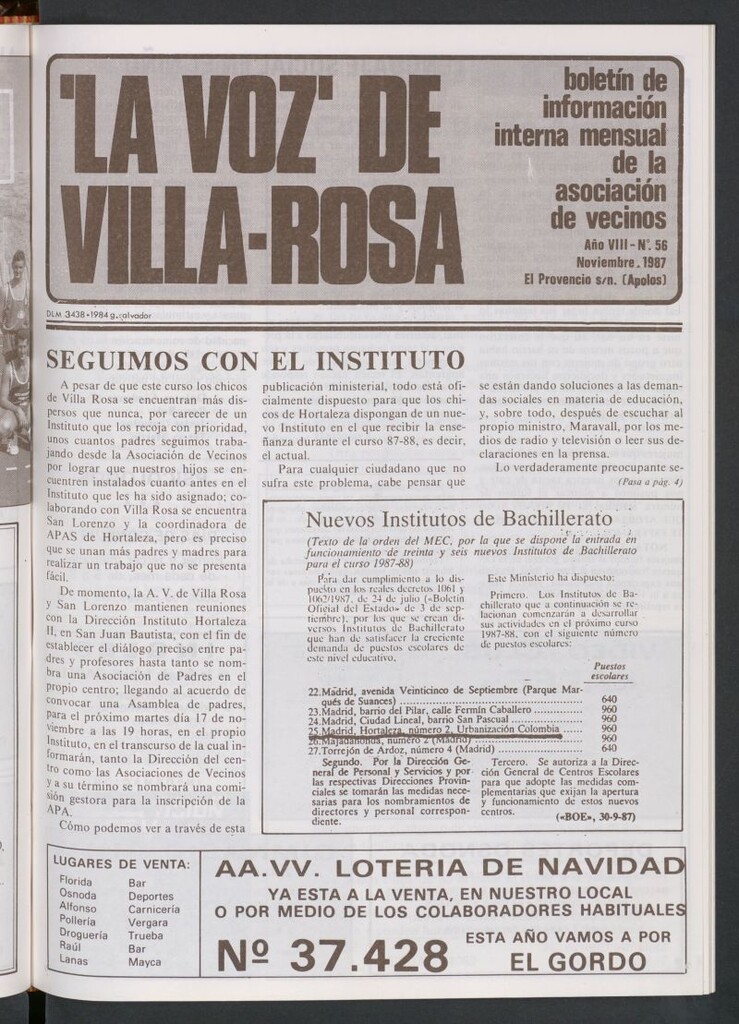 'LA VOZ' DE
VILLA-ROSA
boletín de
información
interna mensual
de la
asociación
de vecinos
Año VIII - Nº. 56
Noviembre. 1987
El Provencio s/n. (Apolos)
DLM 3438-1984 g.salvador
SEGUIMOS CON EL INSTITUTO
A pesar de que este curso los chicos
de Villa Rosa se encuentran más dis-
persos que nunca, por carecer de un
Instituto que los recoja con prioridad,
unos cuantos padres seguimos traba-
jando desde la Asociación de Vecinos
por lograr que nuestros hijos se en-
cuentren instalados cuanto antes en el
Instituto que les ha sido asignado; co-
laborando con Villa Rosa se encuentra
San Lorenzo y la coordinadora de
APAS de Hortaleza, pero es preciso
que se unan más padres y madres para
realizar un trabajo que no se presenta
fácil.
De momento, la A. V. de Villa Rosa
y San Lorenzo mantienen reuniones
con la Dirección Instituto Hortaleza
II, en San Juan Bautista, con el fin de
establecer el diálogo preciso entre pa-
dres y profesores hasta tanto se nom-
bra una Asociación de Padres en el
propio centro; llegando al acuerdo de
convocar una Asamblea de padres,
para el próximo martes día 17 de no-
viembre a las 19 horas, en el propio
Instituto, en el transcurso de la cual in-
formarán, tanto la Dirección del cen-
tro como las Asociaciones de Vecinos
y a su término se nombrará una comi-
sión gestora para la inscripción de la
APA.
Cómo podemos ver a través de esta
publicación ministerial, todo está ofi-
cialmente dispuesto para que los chi-
cos de Hortaleza dispongan de un nue-
vo Instituto en el que recibir la ense-
ñanza durante el curso 87-88, es decir,
el actual.
Para cualquier ciudadano que no
sufra este problema, cabe pensar que
se están dando soluciones a las deman-
das sociales en materia de educación,
y, sobre todo, después de escuchar al
propio ministro, Maravall, por los me-
dios de radio y televisión o leer sus de-
claraciones en la prensa.
Lo verdaderamente preocupante se-
(Pasa a pág. 4)
Nuevos Institutos de Bachillerato
(Texto de la orden del MEC, por la que se dispone la entrada en
funcionamiento de treinta y seis nuevos Institutos de Bachillerato
para el curso 1987-88)
Para dar cumplimiento a lo dis-
puesto en los reales decretos 1061 y
1062/1987, de 24 de julio («Boletín
Oficial del Estado» de 3 de sep-
tiembre), por los que se crean di-
versos Institutos de Bachillerato
que han de satisfacer la creciente
demanda de puestos escolares de
este nivel educativo,
Este Ministerio ha dispuesto:
Primero. Los Institutos de Ba-
chillerato que a continuación se re-
lacionan comenzarán a desarrollar
sus actividades en el próximo curso
1987-88, con el siguiente número
de puestos escolares:
Puestos
escolares
22. Madrid, avenida Veinticinco de Septiembre (Parque Mar-
qués de Suances) .......... 640
23. Madrid, barrio del Pilar, calle Fermín Caballero .......... 960
24. Madrid, Ciudad Lineal, barrio San Pascual .......... 960
25. Madrid, Hortaleza, número 2, Urbanización Colombia .......... 960
26. Majadahonda, número 2 (Madrid) .......... 960
27. Torrejón de Ardoz, número 4 (Madrid) .......... 640
Segundo. Por la Dirección Ge-
neral de Personal y Servicios y por
las respectivas Direcciones Provin-
ciales se tomarán las medidas nece-
sarias para los nombramientos de
directores y personal correspon-
diente.
Tercero. Se autoriza a la Direc-
ción General de Centros Escolares
para que adopte las medidas com-
plementarias que exijan la apertura
y funcionamiento de estos nuevos
centros.
(«BOE», 30-9-87)
LUGARES DE VENTA:
Florida Bar
Osnoda Deportes
Alfonso Carnicería
Pollería Vergara
Droguería Trueba
Raúl Bar
Lanas Mayca
AA.VV. LOTERIA DE NAVIDAD
YA ESTA A LA VENTA, EN NUESTRO LOCAL
O POR MEDIO DE LOS COLABORADORES HABITUALES
Nº 37.428
ESTA AÑO VAMOS A POR
EL GORDO